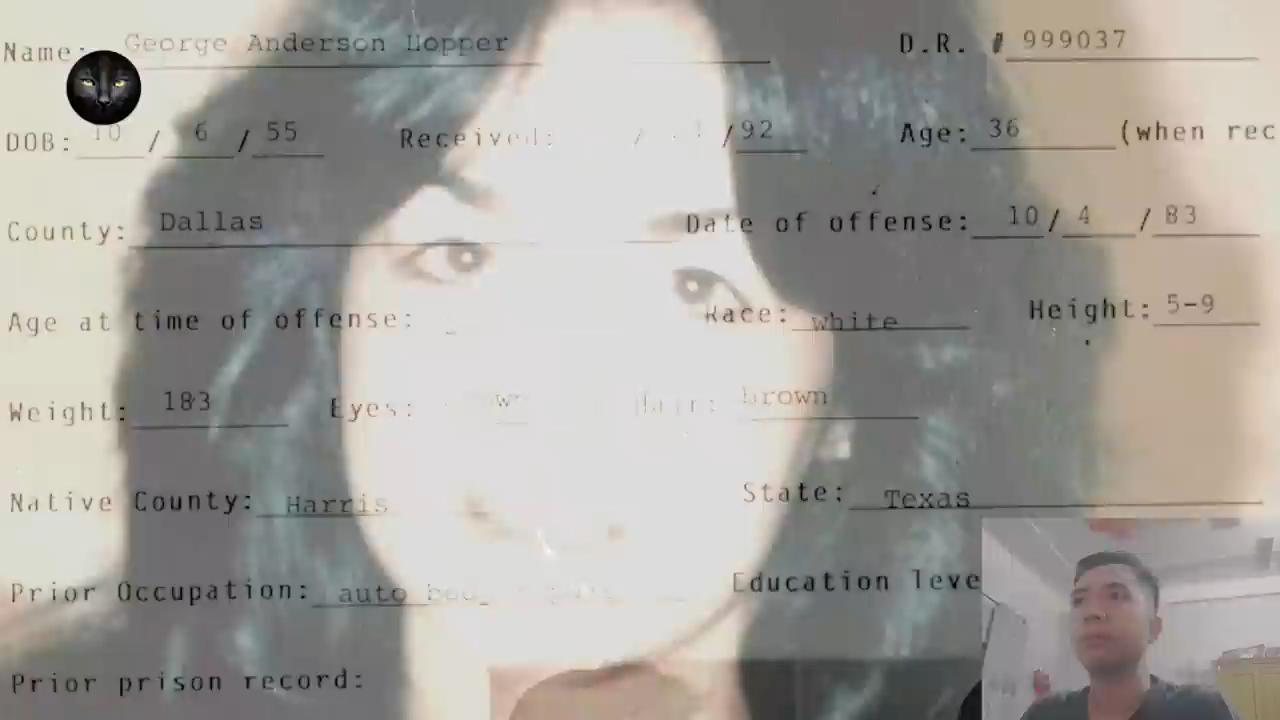 Name: George Anderson Hopper D.R. # 999037
DOB: 10 / 6 / 55 Received: / / 92 Age: 36 (when rec
County: Dallas Date of offense: 10 / 4 / 83
Age at time of offense: Race: white Height: 5-9
Weight: 183 Eyes: Hair: brown
Native County: Harris State: Texas
Prior Occupation: auto body Education leve
Prior prison record: